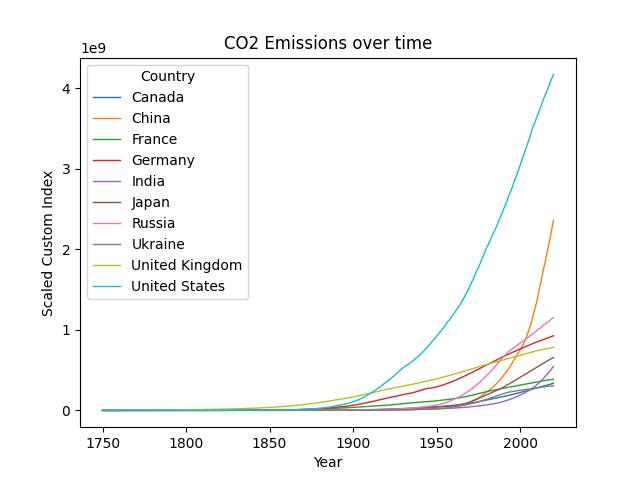 CO2 Emissions over time
1e9
4
3
2
1
0
Scaled Custom Index
Country
Canada
China
France
Germany
India
Japan
Russia
Ukraine
United Kingdom
United States
1750 1800 1850 1900 1950 2000
Year